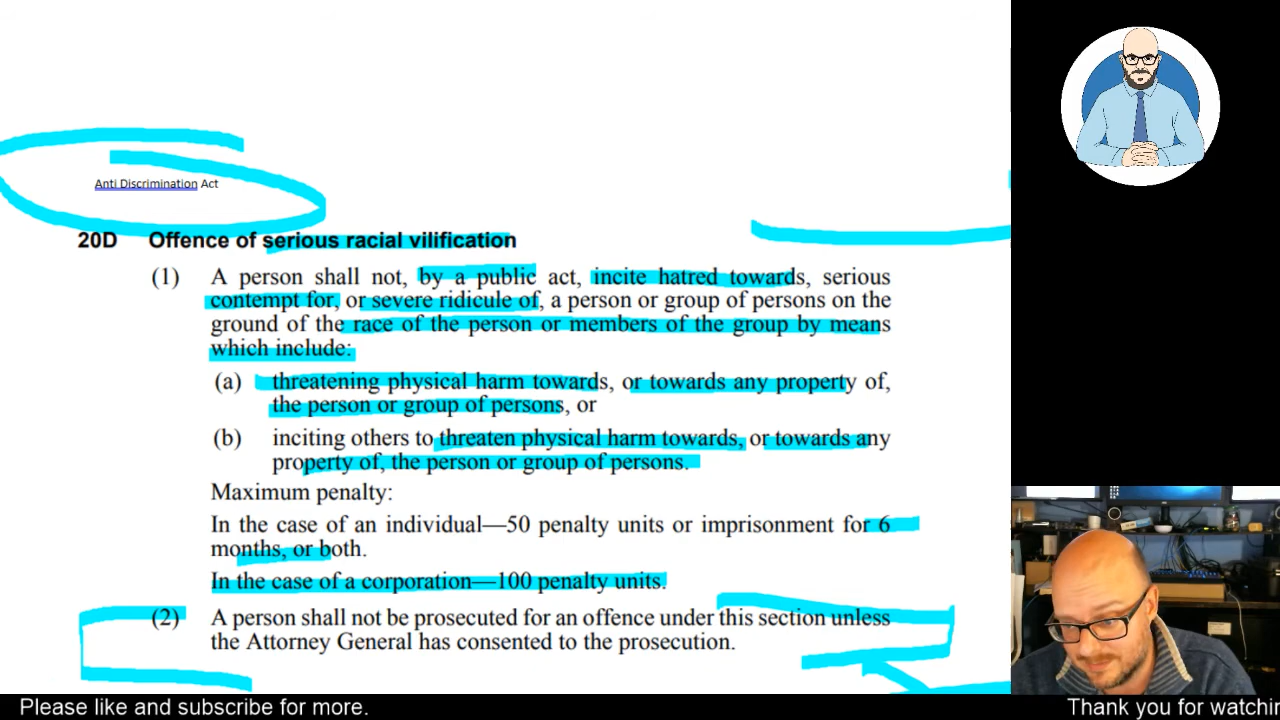 Anti Discrimination Act
20D Offence of serious racial vilification
(1) A person shall not, by a public act, incite hatred towards, serious
contempt for, or severe ridicule of, a person or group of persons on the
ground of the race of the person or members of the group by means
which include:
(a) threatening physical harm towards, or towards any property of,
the person or group of persons, or
(b) inciting others to threaten physical harm towards, or towards any
property of, the person or group of persons.
Maximum penalty:
In the case of an individual—50 penalty units or imprisonment for 6
months, or both.
In the case of a corporation—100 penalty units.
(2) A person shall not be prosecuted for an offence under this section unless
the Attorney General has consented to the prosecution.
Please like and subscribe for more.
Thank you for watchin